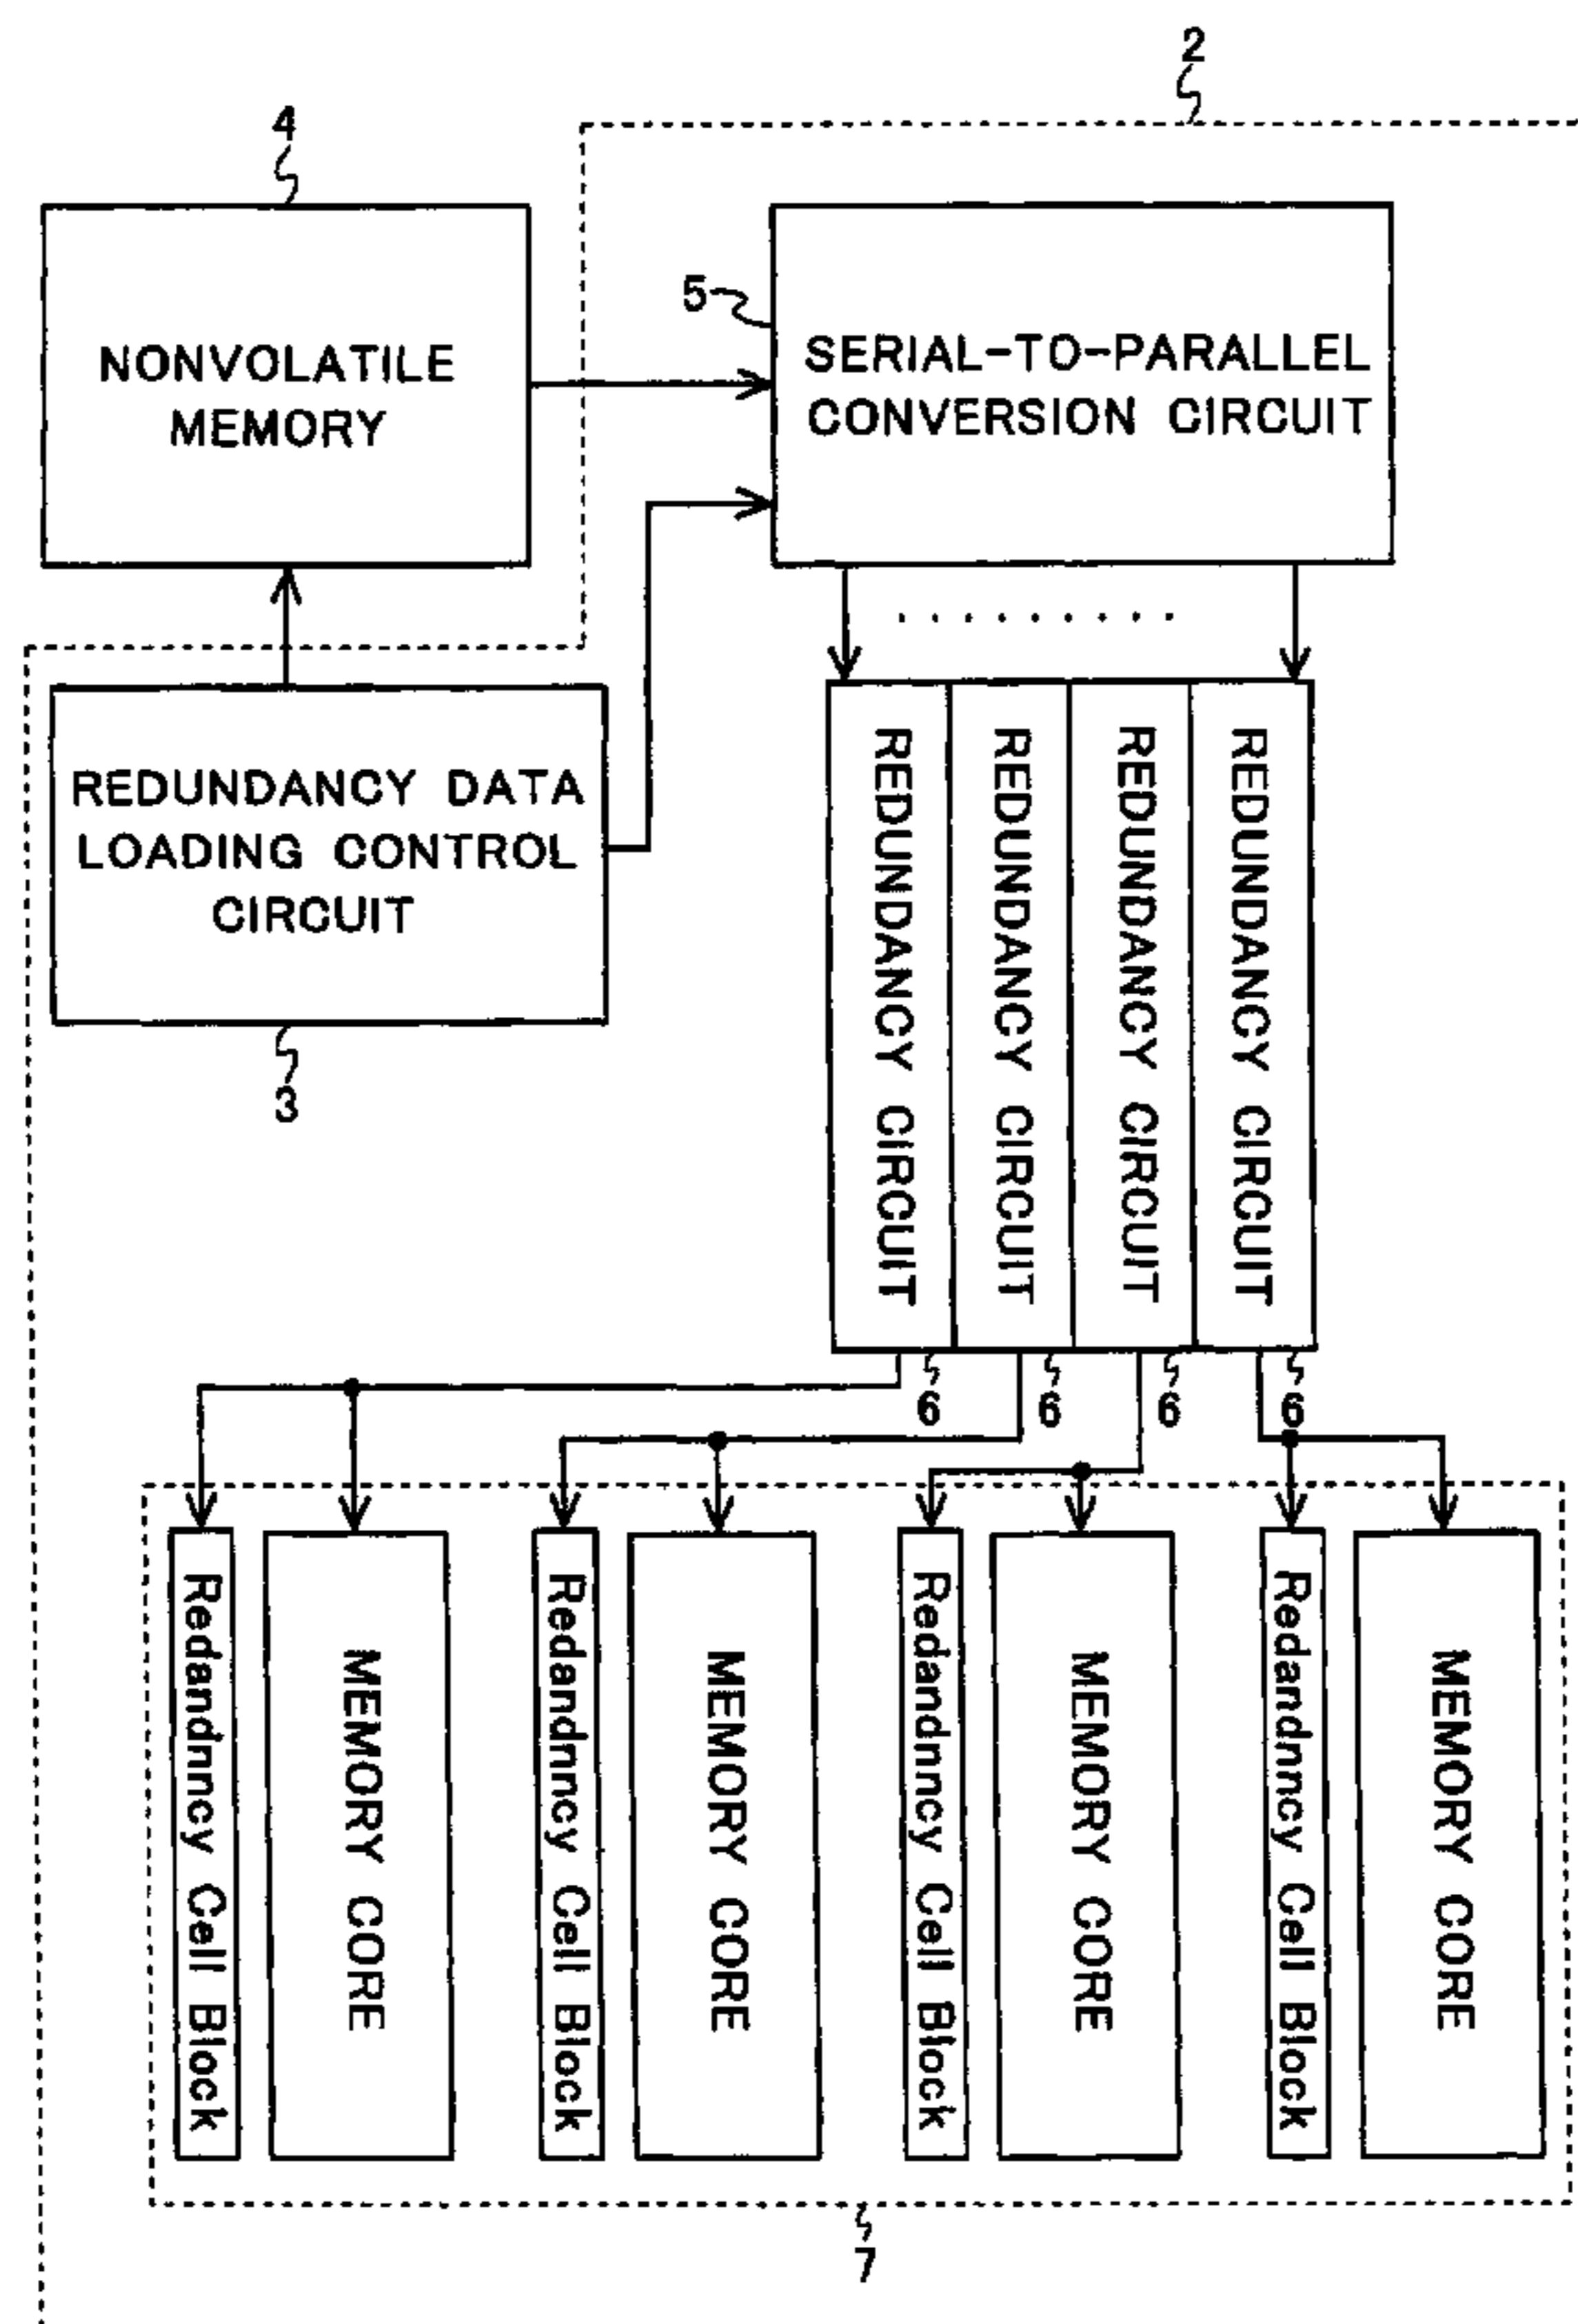 2
4
NONVOLATILE
MEMORY
5
SERIAL-TO-PARALLEL
CONVERSION CIRCUIT
REDUNDANCY DATA
LOADING CONTROL
CIRCUIT
3
REDUNDANCY CIRCUIT
REDUNDANCY CIRCUIT
REDUNDANCY CIRCUIT
REDUNDANCY CIRCUIT
6
6
6
6
Redandnncy Cell Block
MEMORY CORE
Redandnncy Cell Block
MEMORY CORE
Redandnncy Cell Block
MEMORY CORE
Redandnncy Cell Block
MEMORY CORE
7